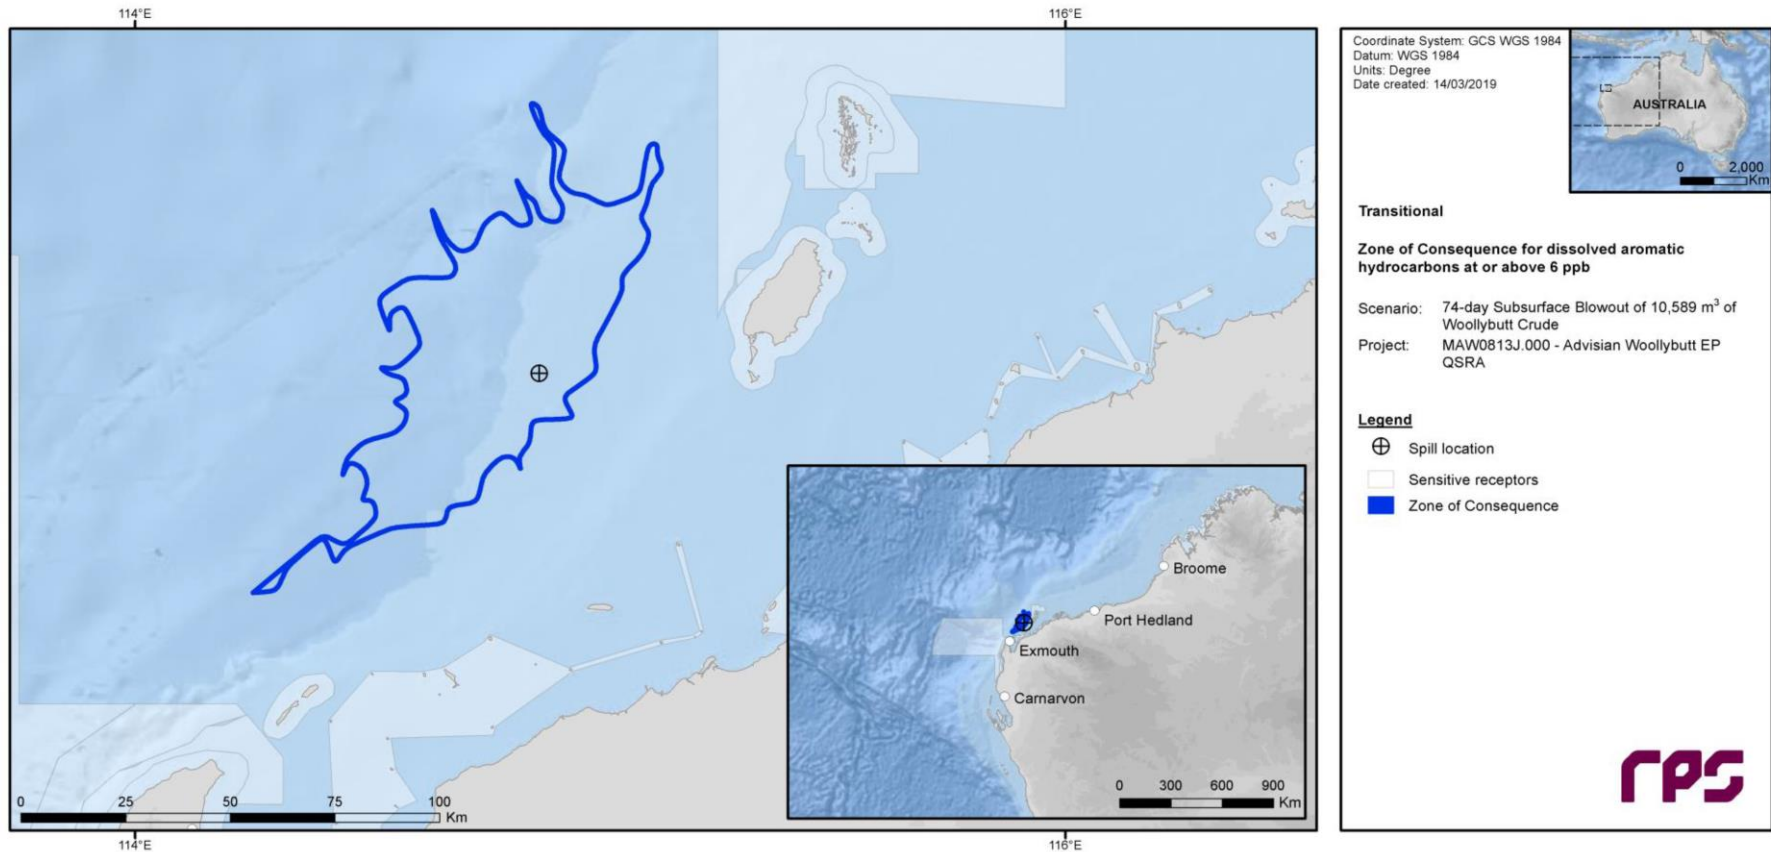 114°E
116°E
Broome
Port Hedland
Exmouth
Carnarvon
0 300 600 900
Km
0 25 50 75 100
Km
114°E
116°E
Coordinate System: GCS WGS 1984
Datum: WGS 1984
Units: Degree
Date created: 14/03/2019
AUSTRALIA
0 2,000
Km
Transitional
Zone of Consequence for dissolved aromatic
hydrocarbons at or above 6 ppb
Scenario: 74-day Subsurface Blowout of 10,589 m³ of
Woollybutt Crude
Project: MAW0813J.000 - Advisian Woollybutt EP
QSRA
Legend
Spill location
Sensitive receptors
Zone of Consequence
rps